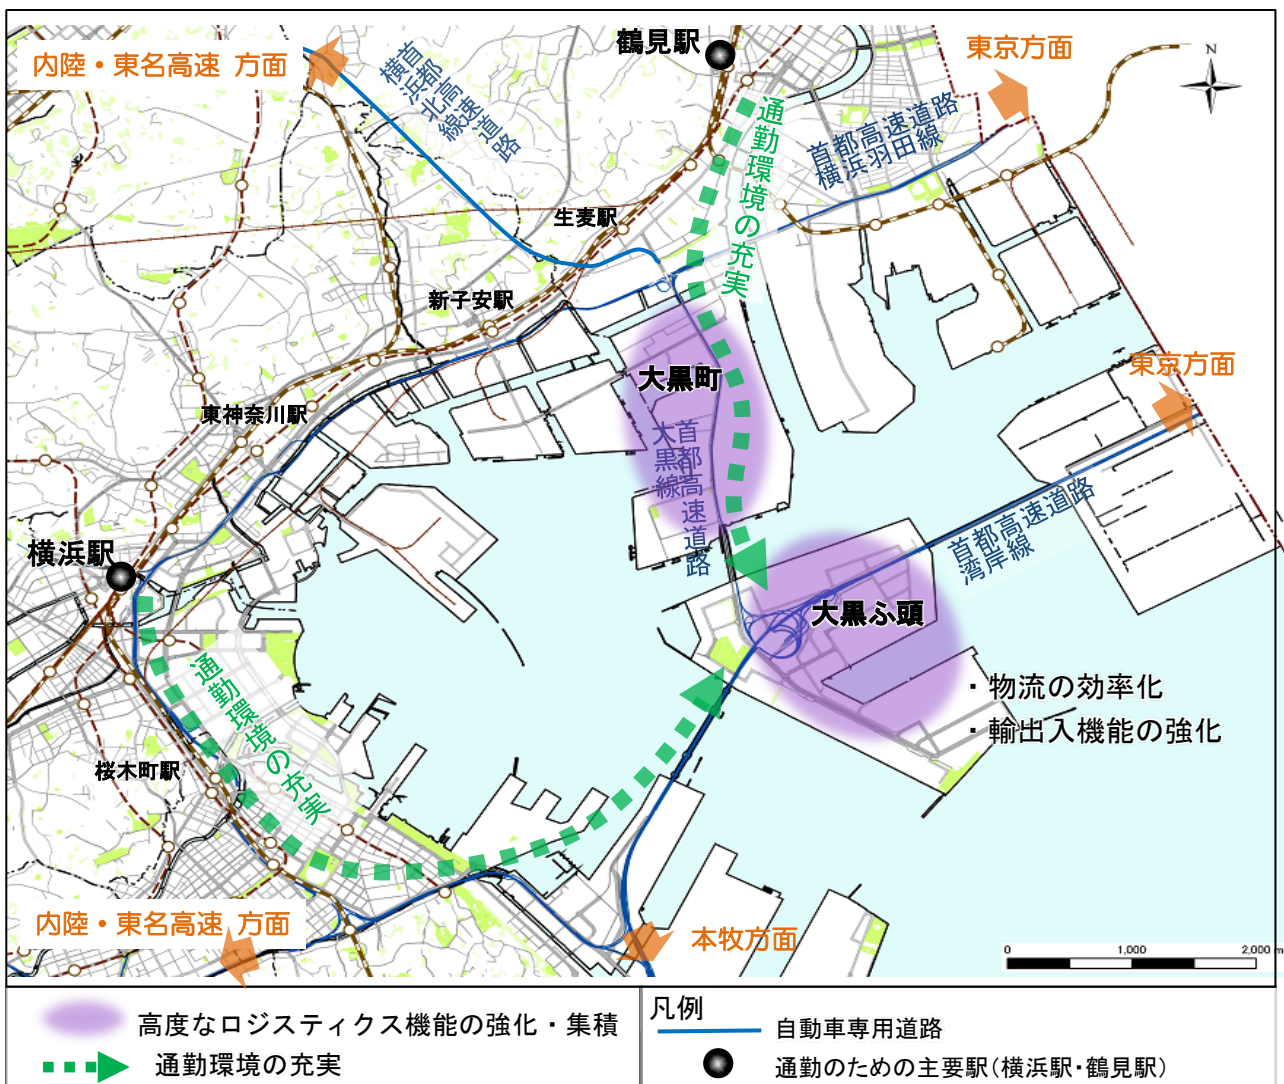 鶴見駅
東京方面
内陸・東名高速 方面
首都高速道路
横浜北線
N
首都高速道路
横浜羽田線
通勤環境の充実
生麦駅
新子安駅
東京方面
大黒町
東神奈川駅
首都高速道路
大黒線
首都高速道路
湾岸線
横浜駅
大黒ふ頭
・物流の効率化
・輸出入機能の強化
通勤環境の充実
桜木町駅
内陸・東名高速 方面
本牧方面
0 1,000 2,000 m
高度なロジスティクス機能の強化・集積
通勤環境の充実
凡例
自動車専用道路
通勤のための主要駅(横浜駅・鶴見駅)